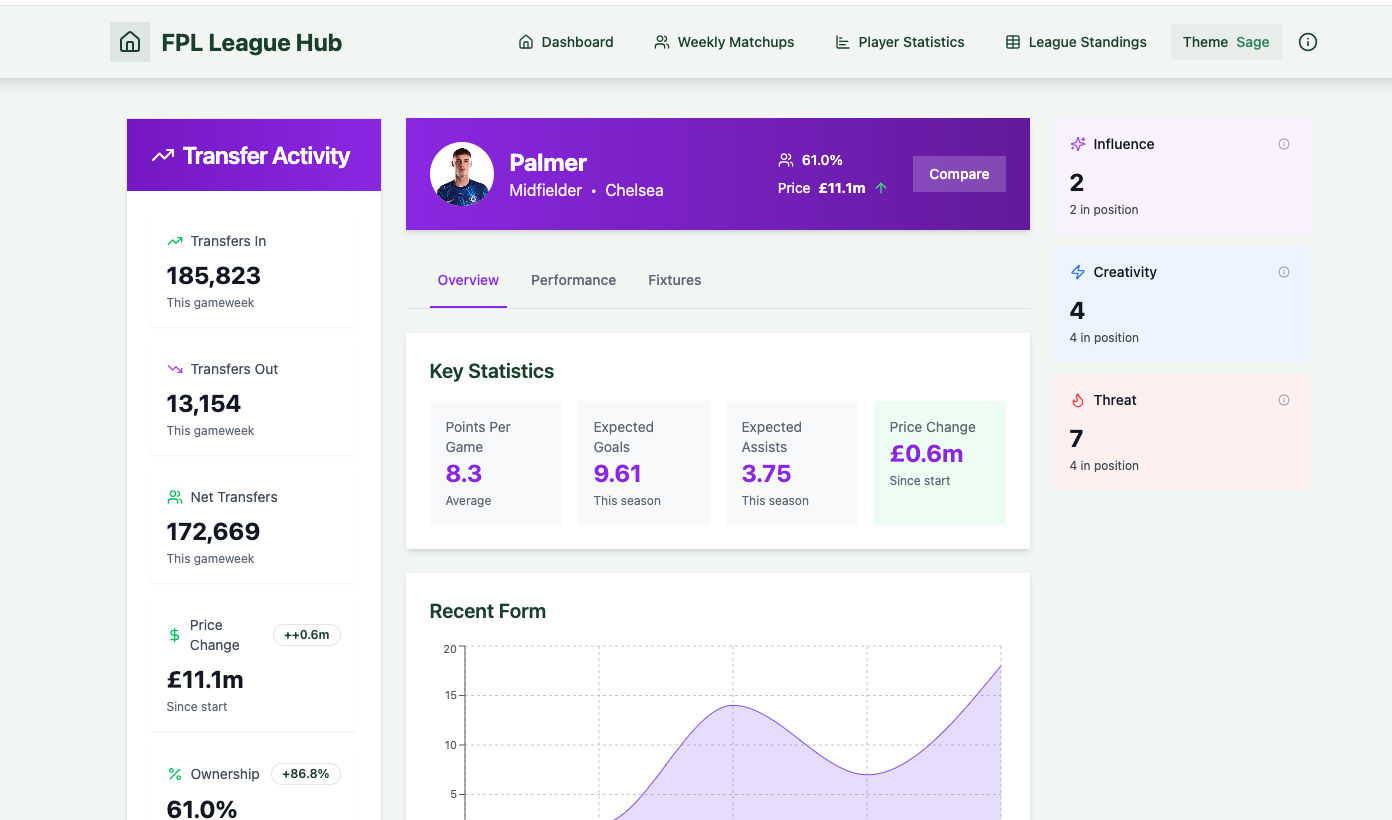 FPL League Hub
Dashboard
Weekly Matchups
Player Statistics
League Standings
Theme Sage
Transfer Activity
Transfers In
185,823
This gameweek
Transfers Out
13,154
This gameweek
Net Transfers
172,669
This gameweek
Price
Change
++0.6m
£11.1m
Since start
Ownership
+86.8%
61.0%
Palmer
Midfielder • Chelsea
61.0%
Price £11.1m
Compare
Overview
Performance
Fixtures
Key Statistics
Points Per
Game
8.3
Average
Expected
Goals
9.61
This season
Expected
Assists
3.75
This season
Price Change
£0.6m
Since start
Recent Form
20
15
10
5
Influence
2
2 in position
Creativity
4
4 in position
Threat
7
4 in position